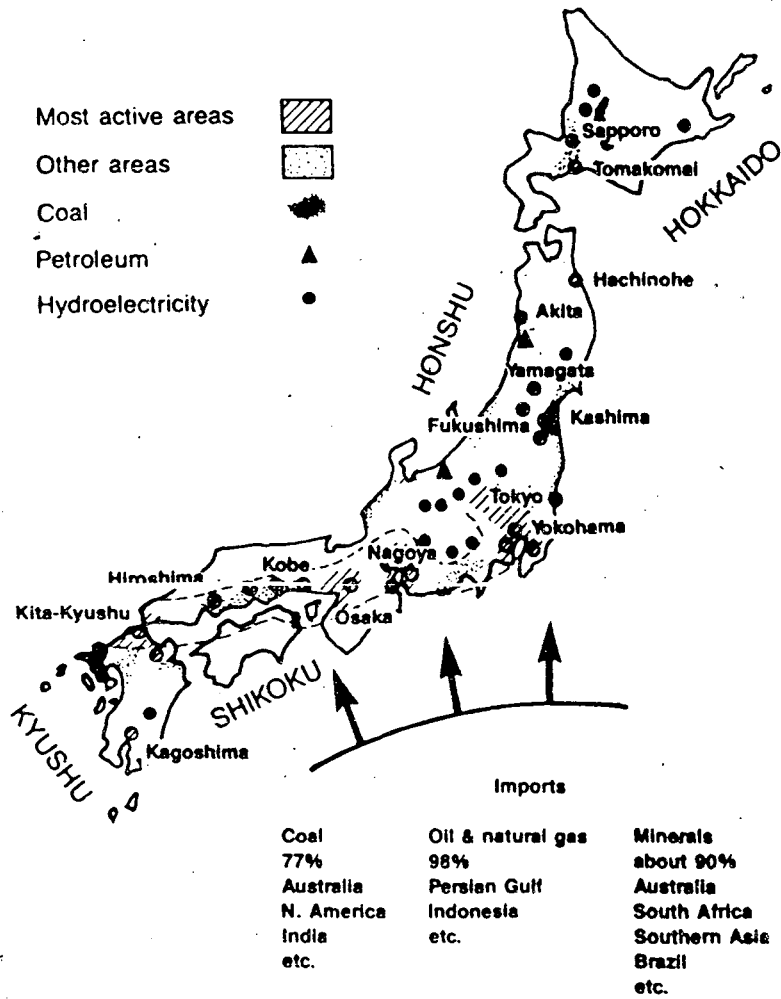 Most active areas
Other areas
Coal
Petroleum
Hydroelectricity
HOKKAIDO
Sapporo
Tomakomai
HONSHU
Hachinohe
Akita
Yamagata
Kashima
Fukushima
Tokyo
Yokohama
Nagoya
Kobe
Himshima
Osaka
Kita-Kyushu
SHIKOKU
KYUSHU
Kagoshima
Imports
Coal
77%
Australia
N. America
India
etc.
Oil & natural gas
98%
Persian Gulf
Indonesia
etc.
Minerals
about 90%
Australia
South Africa
Southern Asia
Brazil
etc.